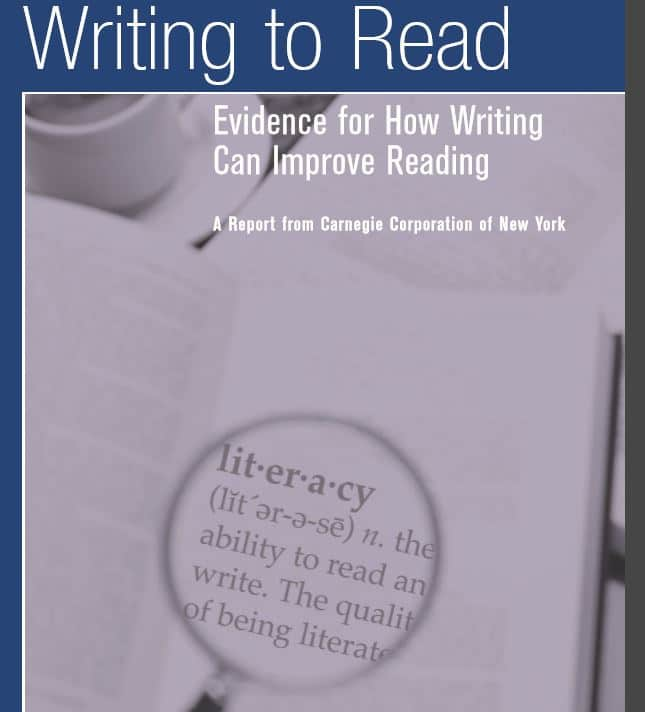 Writing to Read
Evidence for How Writing
Can Improve Reading
A Report from Carnegie Corporation of New York
lit·er·a·cy
(lĭt´ər-ə-sē) n. the
ability to read an
write. The qualit
of being literate